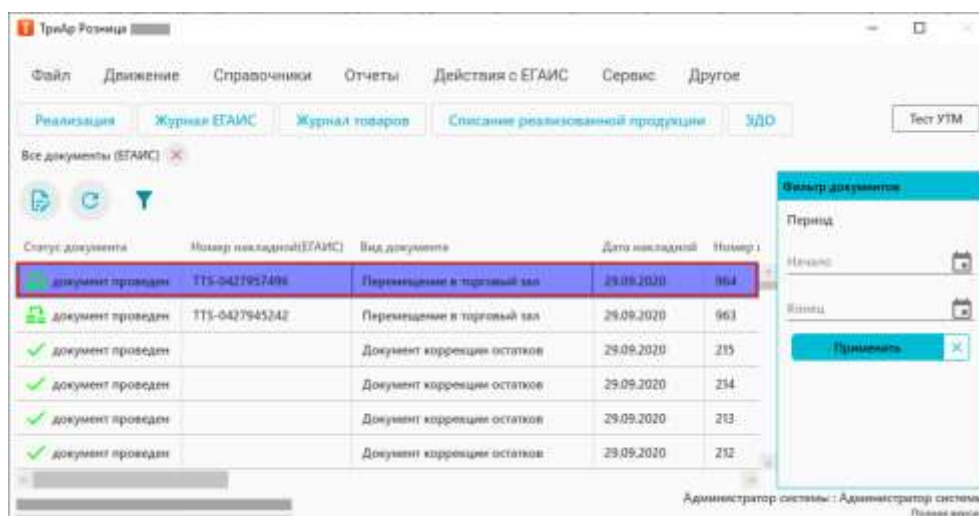 ТриАр Розница
Файл Движение Справочники Отчеты Действия с ЕГАИС Сервис Другое
Реализация Журнал ЕГАИС Журнал товаров Списание реализованной продукции ЭДО Тест УТМ
Все документы (ЕГАИС)
Фильтр документов
Период
Статус документа Номер накладной(ЕГАИС) Вид документа Дата накладной Номер
Начало
документ проведен TTS-0427957496 Перемещение в торговый зал 29.09.2020 964
Конец
документ проведен TTS-0427945242 Перемещение в торговый зал 29.09.2020 963
Применить
документ проведен Документ коррекции остатков 29.09.2020 215
документ проведен Документ коррекции остатков 29.09.2020 214
документ проведен Документ коррекции остатков 29.09.2020 213
документ проведен Документ коррекции остатков 29.09.2020 212
Администратор системы : Администратор систем
Полная верси